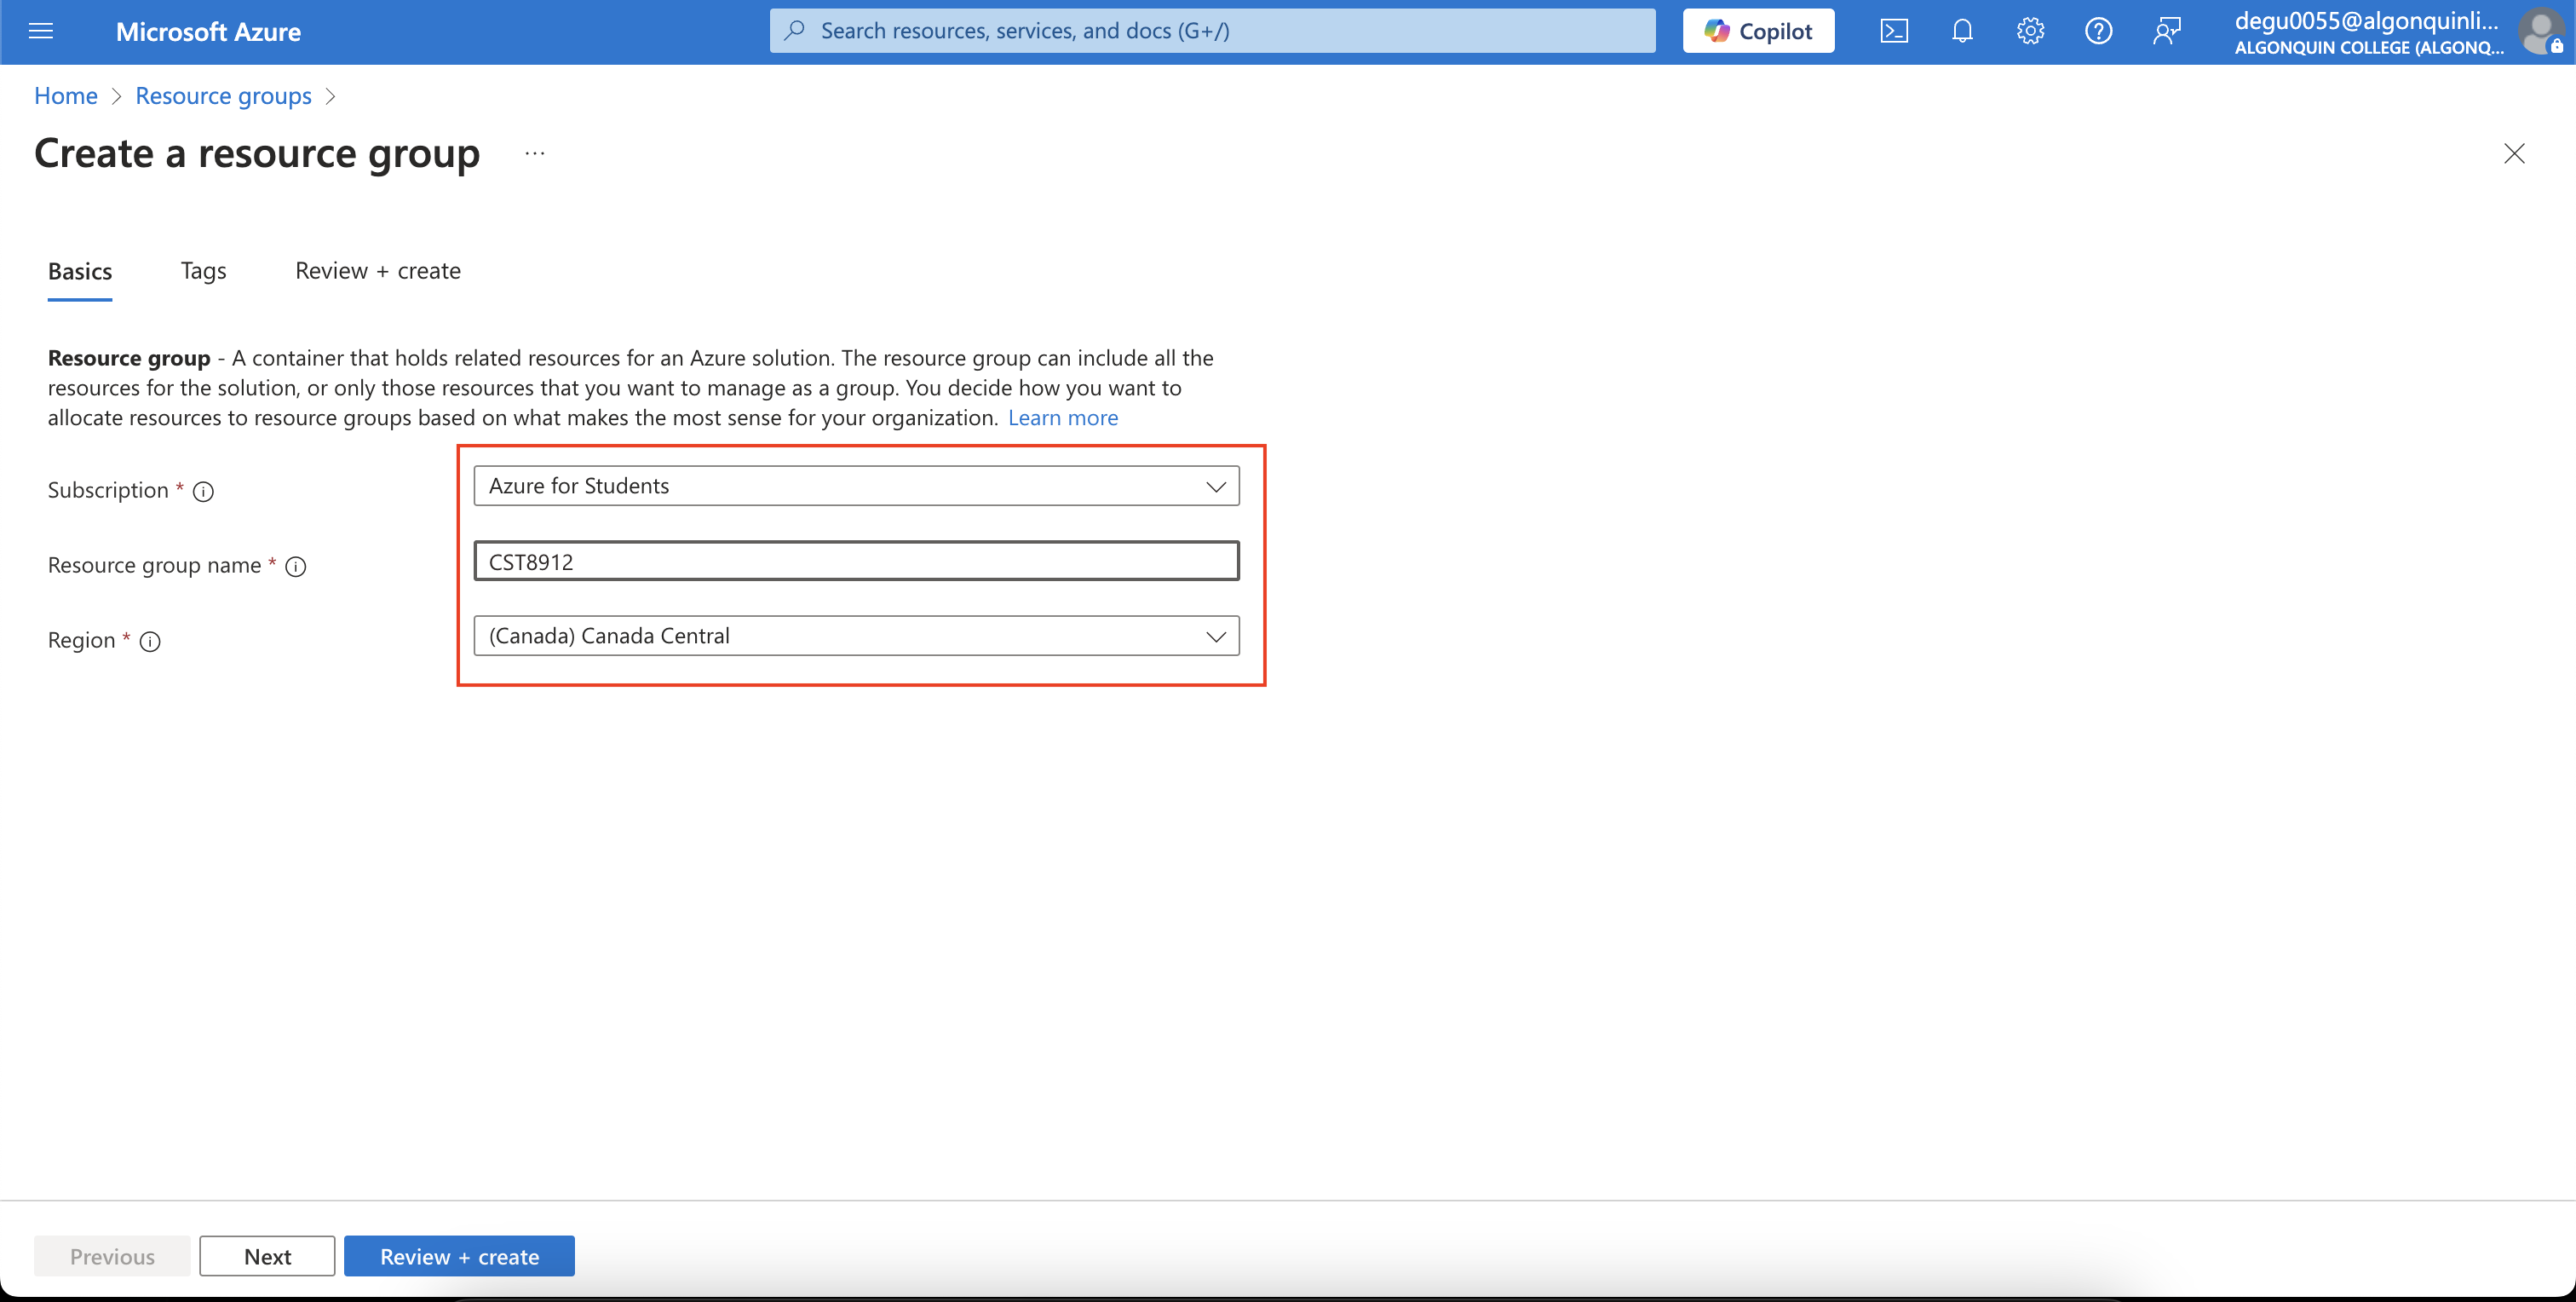 Microsoft Azure
Search resources, services, and docs (G+/)
Copilot
degu0055@algonquinli...
ALGONQUIN COLLEGE (ALGONQ...
Home > Resource groups >
Create a resource group ...
Basics Tags Review + create
Resource group - A container that holds related resources for an Azure solution. The resource group can include all the
resources for the solution, or only those resources that you want to manage as a group. You decide how you want to
allocate resources to resource groups based on what makes the most sense for your organization. Learn more
Subscription * Azure for Students
Resource group name * CST8912
Region * (Canada) Canada Central
Previous Next Review + create